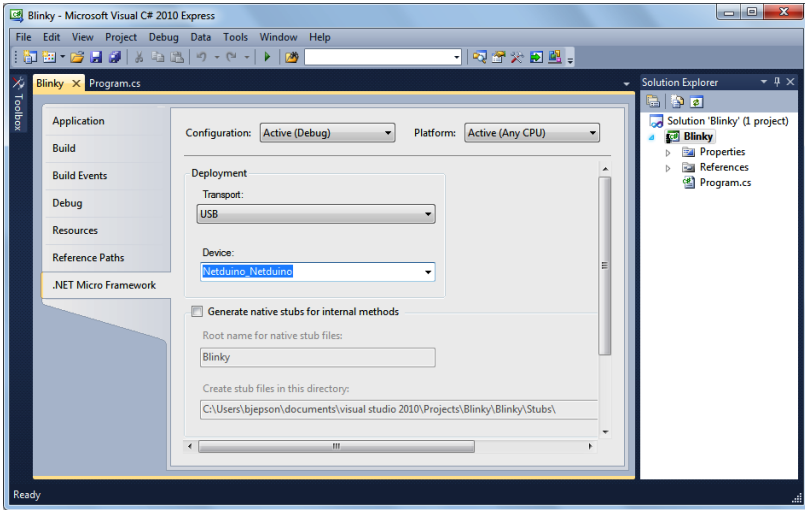 Blinky - Microsoft Visual C# 2010 Express
File Edit View Project Debug Data Tools Window Help
Blinky Program.cs
Toolbox
Application
Build
Build Events
Debug
Resources
Reference Paths
.NET Micro Framework
Configuration: Active (Debug) Platform: Active (Any CPU)
Deployment
Transport:
USB
Device:
Netduino_Netduino
Generate native stubs for internal methods
Root name for native stub files:
Blinky
Create stub files in this directory:
C:\Users\bjepson\documents\visual studio 2010\Projects\Blinky\Blinky\Stubs\
Solution Explorer
Solution 'Blinky' (1 project)
Blinky
Properties
References
Program.cs
Ready